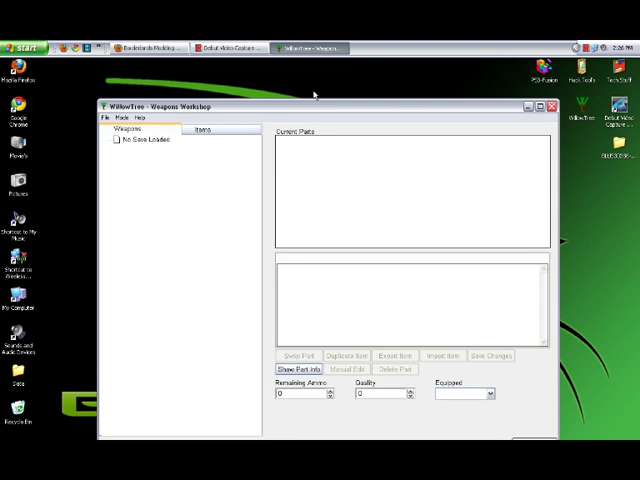 start
Borderlands Modding ...
Debut Video Capture ...
WillowTree - Weapon...
2:26 PM
Mozilla Firefox
PS3-Fusion
Hack Tools
Tech Stuff
WillowTree - Weapons Workshop
File Mode Help
Weapons
Items
Current Parts
No Save Loaded
Google Chrome
WillowTree
Debut Video Capture ...
Movie's
BLUS30386-...
Pictures
Shortcut to My Music
Shortcut to Wireless...
My Computer
Sounds and Audio Devices
Data
Recycle Bin
Swap Part
Duplicate Item
Export Item
Import Item
Save Changes
Show Part Info
Manual Edit
Delete Part
Remaining Ammo
Quality
Equipped
0
0